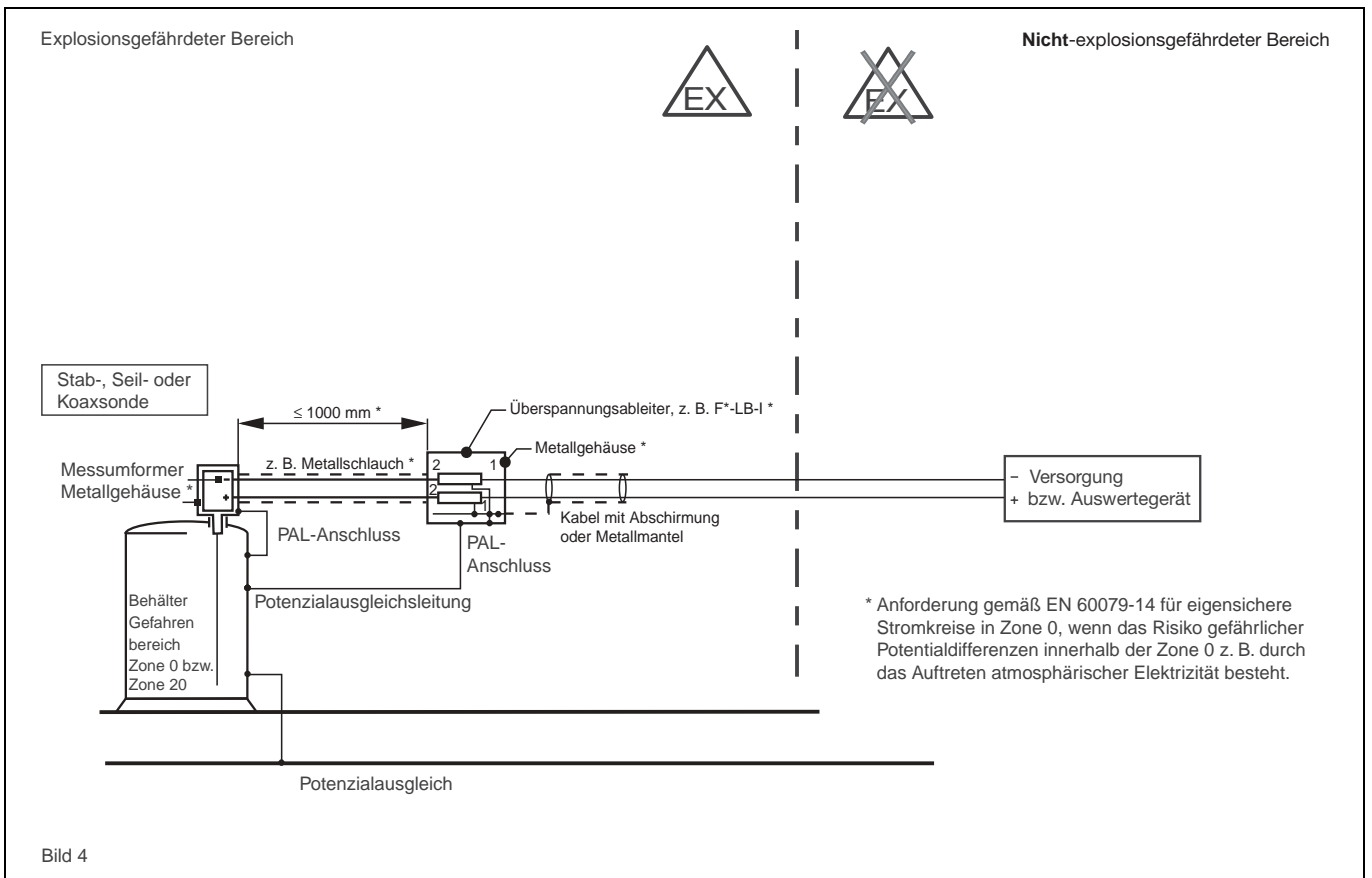 Explosionsgefährdeter Bereich
Nicht-explosionsgefährdeter Bereich
EX
EX
Stab-, Seil- oder
Koaxsonde
≤ 1000 mm *
Überspannungsableiter, z. B. F*-LB-I *
Metallgehäuse *
Messumformer
Metallgehäuse *
z. B. Metallschlauch *
2
1
2
1
–
+
– Versorgung
+ bzw. Auswertegerät
Kabel mit Abschirmung
oder Metallmantel
PAL-Anschluss
PAL-
Anschluss
Potenzialausgleichsleitung
Behälter
Gefahren
bereich
Zone 0 bzw.
Zone 20
* Anforderung gemäß EN 60079-14 für eigensichere
Stromkreise in Zone 0, wenn das Risiko gefährlicher
Potentialdifferenzen innerhalb der Zone 0 z. B. durch
das Auftreten atmosphärischer Elektrizität besteht.
Potenzialausgleich
Bild 4